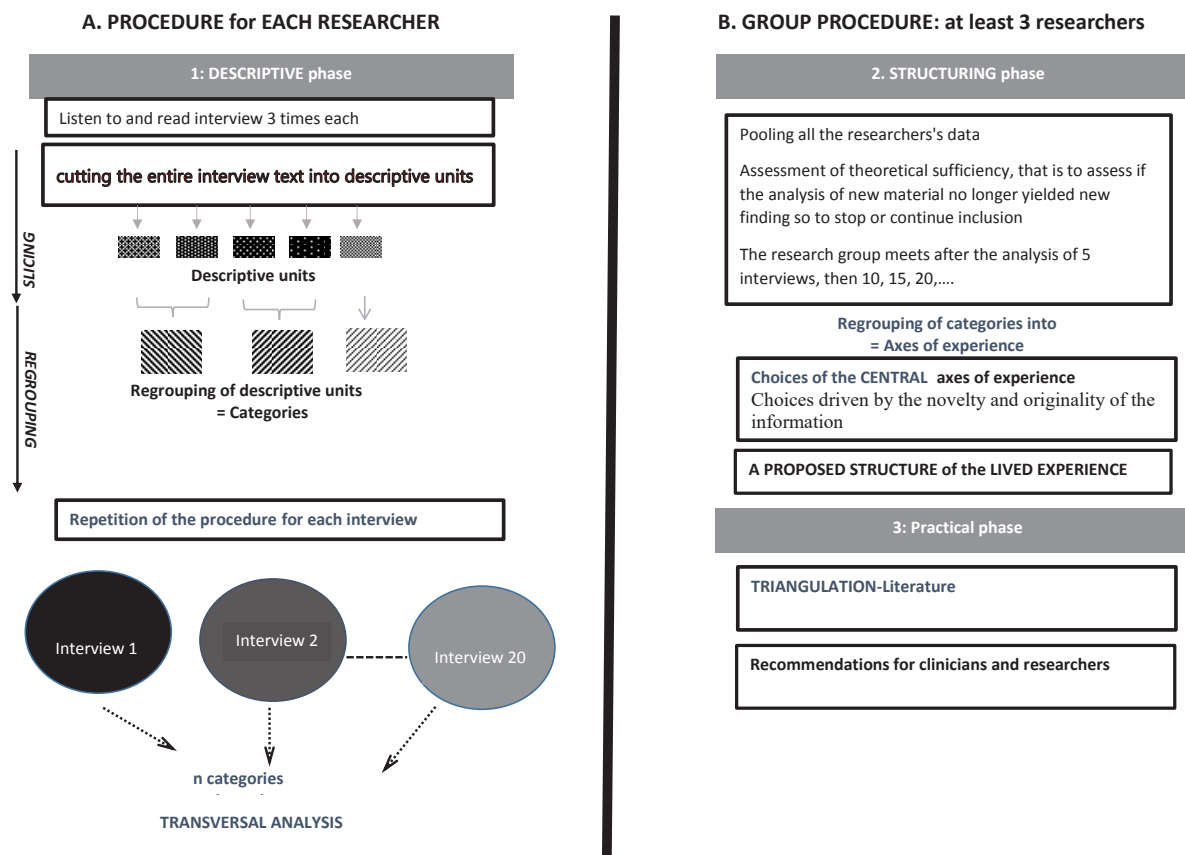 A. PROCEDURE for EACH RESEARCHER
1: DESCRIPTIVE phase
Listen to and read interview 3 times each
cutting the entire interview text into descriptive units
SLICING
Descriptive units
REGROUPING
Regrouping of descriptive units
= Categories
Repetition of the procedure for each interview
Interview 1
Interview 2
Interview 20
n categories
TRANSVERSAL ANALYSIS
B. GROUP PROCEDURE: at least 3 researchers
2. STRUCTURING phase
Pooling all the researchers's data
Assessment of theoretical sufficiency, that is to assess if
the analysis of new material no longer yielded new
finding so to stop or continue inclusion
The research group meets after the analysis of 5
interviews, then 10, 15, 20,....
Regrouping of categories into
= Axes of experience
Choices of the CENTRAL axes of experience
Choices driven by the novelty and originality of the
information
A PROPOSED STRUCTURE of the LIVED EXPERIENCE
3: Practical phase
TRIANGULATION-Literature
Recommendations for clinicians and researchers